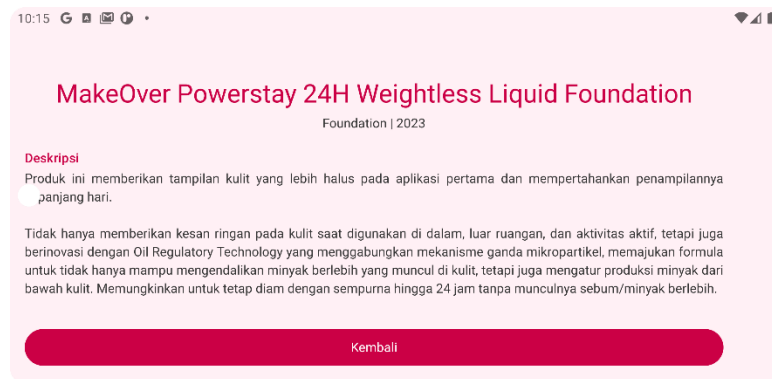 10:15
MakeOver Powerstay 24H Weightless Liquid Foundation
Foundation | 2023
Deskripsi
Produk ini memberikan tampilan kulit yang lebih halus pada aplikasi pertama dan mempertahankan penampilannya
panjang hari.
Tidak hanya memberikan kesan ringan pada kulit saat digunakan di dalam, luar ruangan, dan aktivitas aktif, tetapi juga
berinovasi dengan Oil Regulatory Technology yang menggabungkan mekanisme ganda mikropartikel, memajukan formula
untuk tidak hanya mampu mengendalikan minyak berlebih yang muncul di kulit, tetapi juga mengatur produksi minyak dari
bawah kulit. Memungkinkan untuk tetap diam dengan sempurna hingga 24 jam tanpa munculnya sebum/minyak berlebih.
Kembali